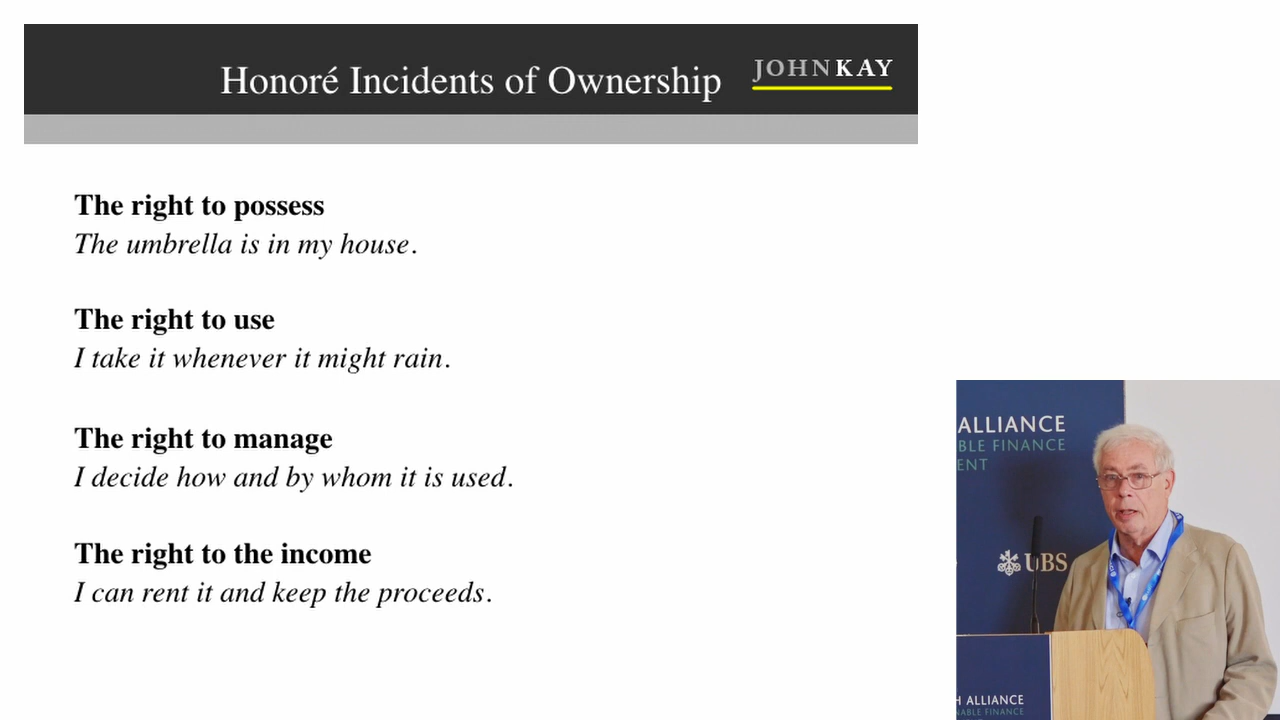 Honoré Incidents of Ownership
JOHNKAY
The right to possess
The umbrella is in my house.
The right to use
I take it whenever it might rain.
The right to manage
I decide how and by whom it is used.
The right to the income
I can rent it and keep the proceeds.
ALLIANCE
BLE FINANCE
ENT
UBS
H ALLIANCE
NABLE FINANCE